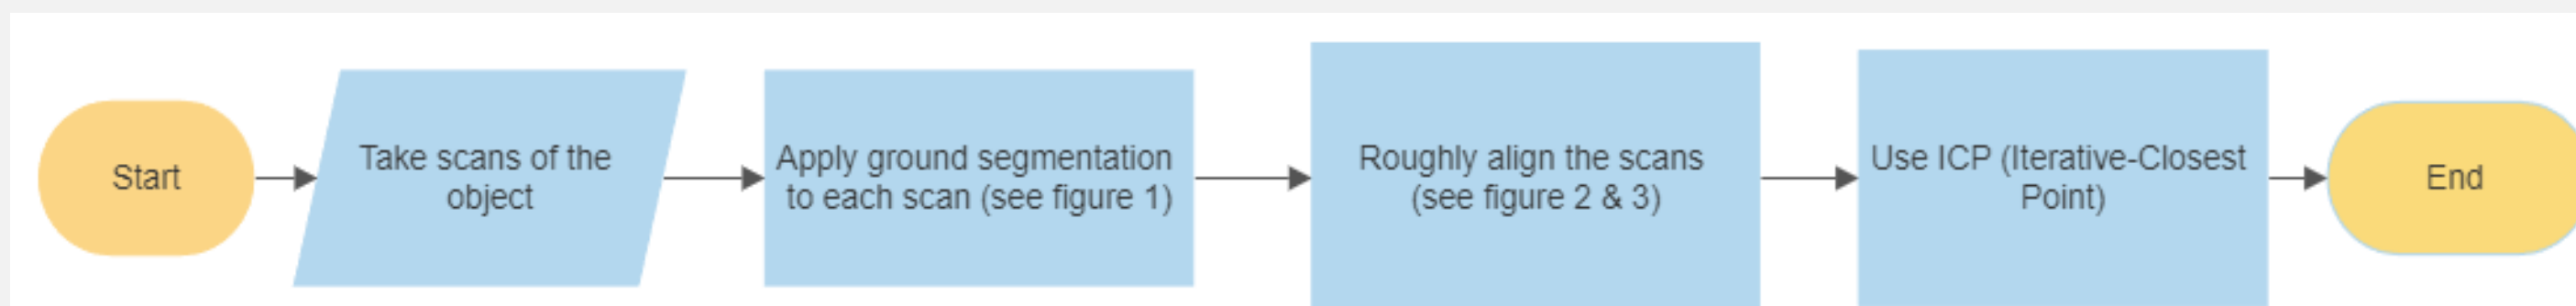 Start
Take scans of the
object
Apply ground segmentation
to each scan (see figure 1)
Roughly align the scans
(see figure 2 & 3)
Use ICP (Iterative-Closest
Point)
End